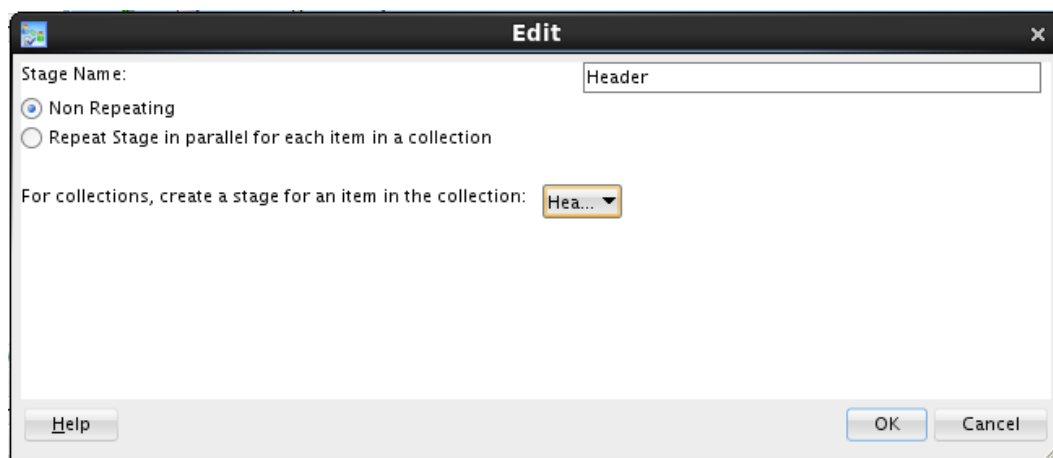 Edit
Stage Name: Header
Non Repeating
Repeat Stage in parallel for each item in a collection
For collections, create a stage for an item in the collection: Hea...
Help OK Cancel